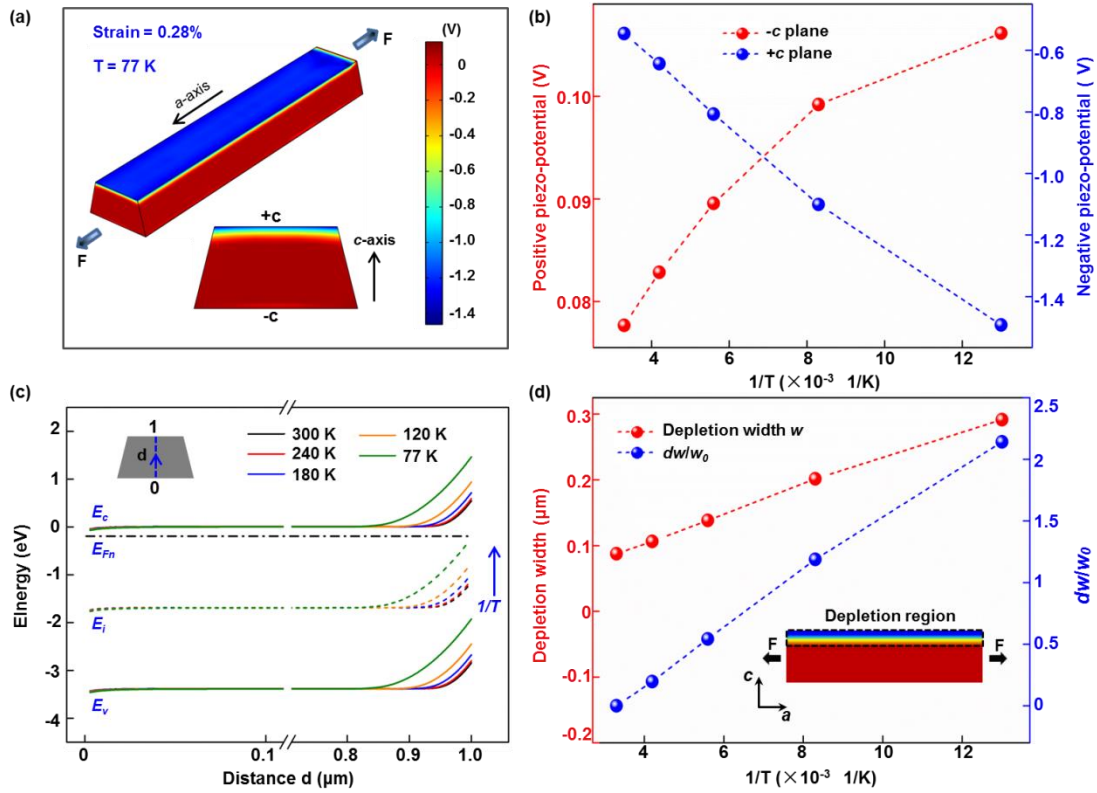 (a)
Strain = 0.28%
T = 77 K
a-axis
F
F
+c
c-axis
-c
(V)
0
-0.2
-0.4
-0.6
-0.8
-1.0
-1.2
-1.4
(b)
-c plane
+c plane
Positive piezo-potential (V)
0.10
0.09
0.08
Negative piezo-potential ( V)
-0.6
-0.8
-1.0
-1.2
-1.4
4 6 8 10 12
1/T (×10⁻³ 1/K)
(c)
1
d
0
300 K
240 K
180 K
120 K
77 K
Elnergy (eV)
2
1
0
-1
-2
-3
-4
E_c
E_Fn
E_i
E_v
1/T
0 0.1 0.8 0.9 1.0
Distance d (µm)
(d)
Depletion width w
dw/w₀
Depletion width (µm)
0.3
0.2
0.1
0
-0.1
-0.2
dw/w₀
2.5
2
1.5
1
0.5
0
Depletion region
F
F
c
a
4 6 8 10 12
1/T (×10⁻³ 1/K)